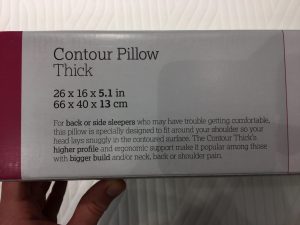 Contour Pillow
Thick
26 x 16 x 5.1 in
66 x 40 x 13 cm
For back or side sleepers who may have trouble getting comfortable,
this pillow is specially designed to fit around your shoulder so your
head lays snuggly in the contoured surface. The Contour Thick's
higher profile and ergonomic support make it popular among those
with bigger build and/or neck, back or shoulder pain.